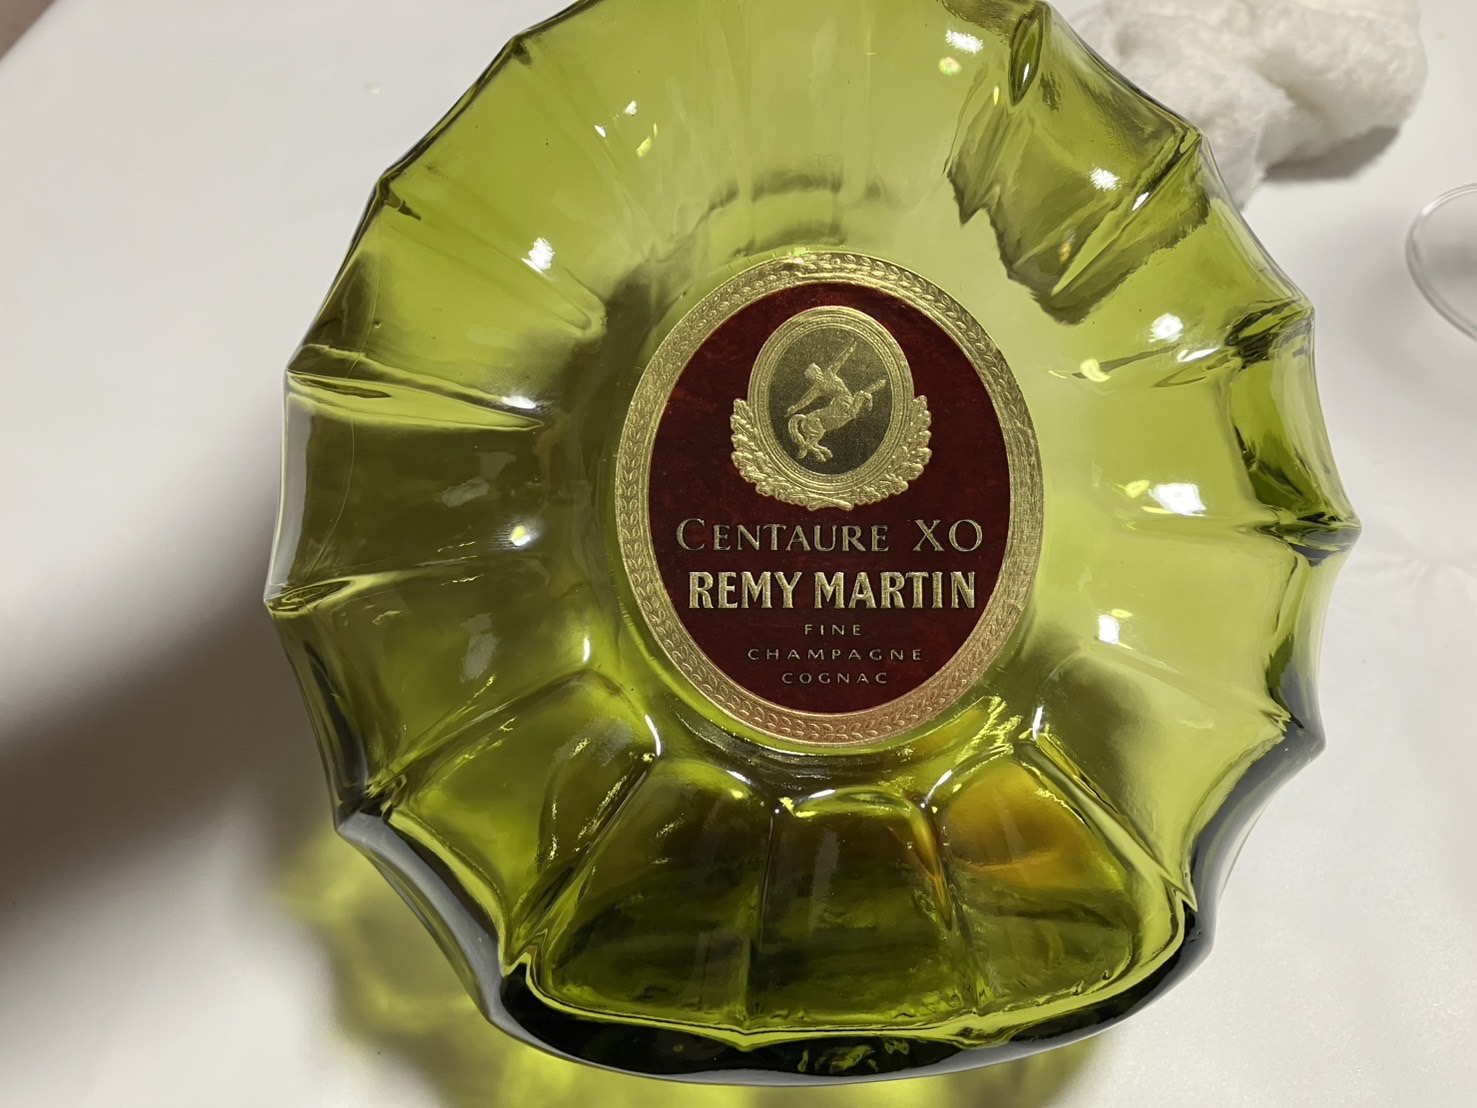 CENTAURE XO
REMY MARTIN
FINE
CHAMPAGNE
COGNAC